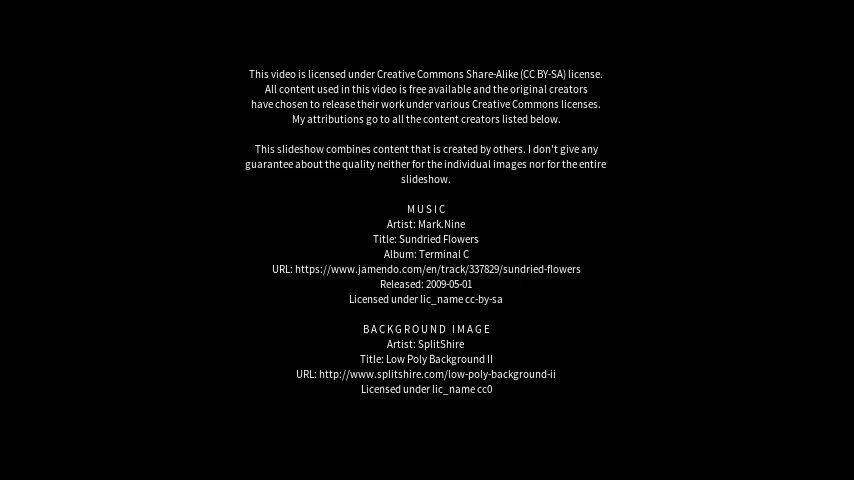 This video is licensed under Creative Commons Share-Alike (CC BY-SA) license.
All content used in this video is free available and the original creators
have chosen to release their work under various Creative Commons licenses.
My attributions go to all the content creators listed below.
This slideshow combines content that is created by others. I don't give any
guarantee about the quality neither for the individual images nor for the entire
slideshow.
MUSIC
Artist: Mark.Nine
Title: Sundried Flowers
Album: Terminal C
URL: https://www.jamendo.com/en/track/337829/sundried-flowers
Released: 2009-05-01
Licensed under lic_name cc-by-sa
BACKGROUND IMAGE
Artist: SplitShire
Title: Low Poly Background II
URL: http://www.splitshire.com/low-poly-background-ii
Licensed under lic_name cc0